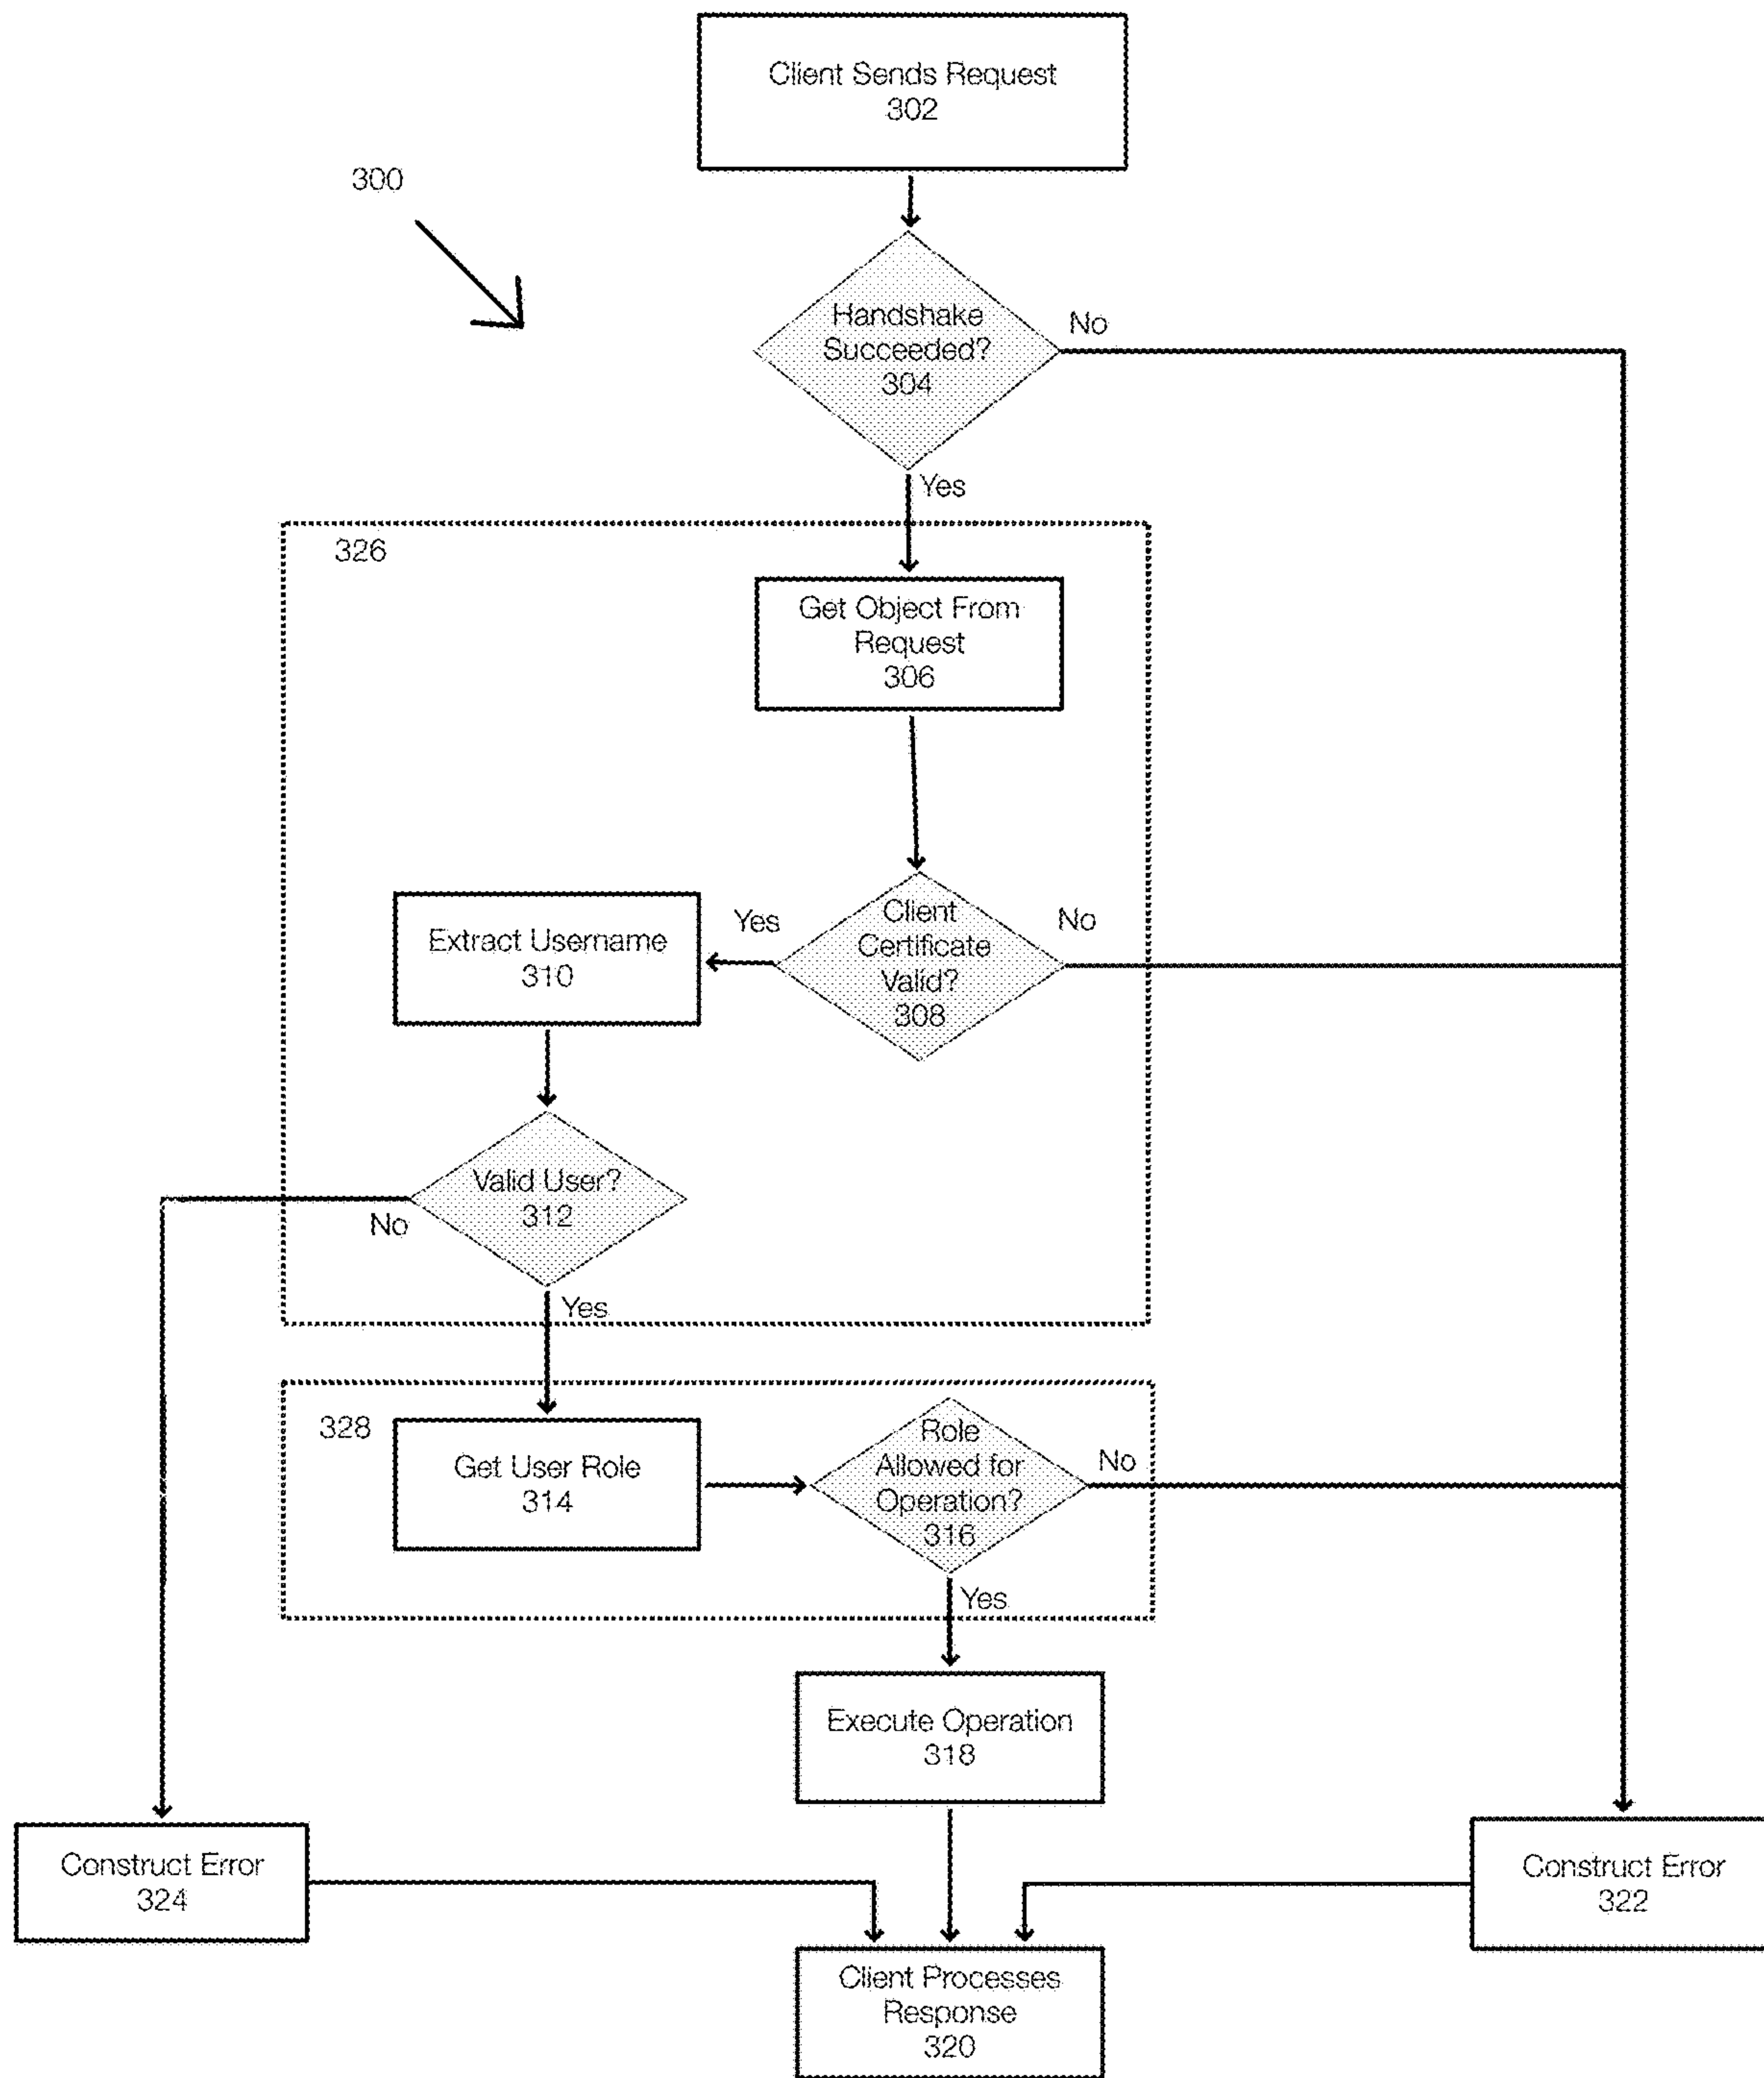 Client Sends Request
302
300
Handshake
Succeeded?
304
No
Yes
326
Get Object From
Request
306
Client
Certificate
Valid?
308
Yes
No
Extract Username
310
Valid User?
312
No
Yes
328
Get User Role
314
Role
Allowed for
Operation?
316
No
Yes
Execute Operation
318
Construct Error
324
Construct Error
322
Client Processes
Response
320